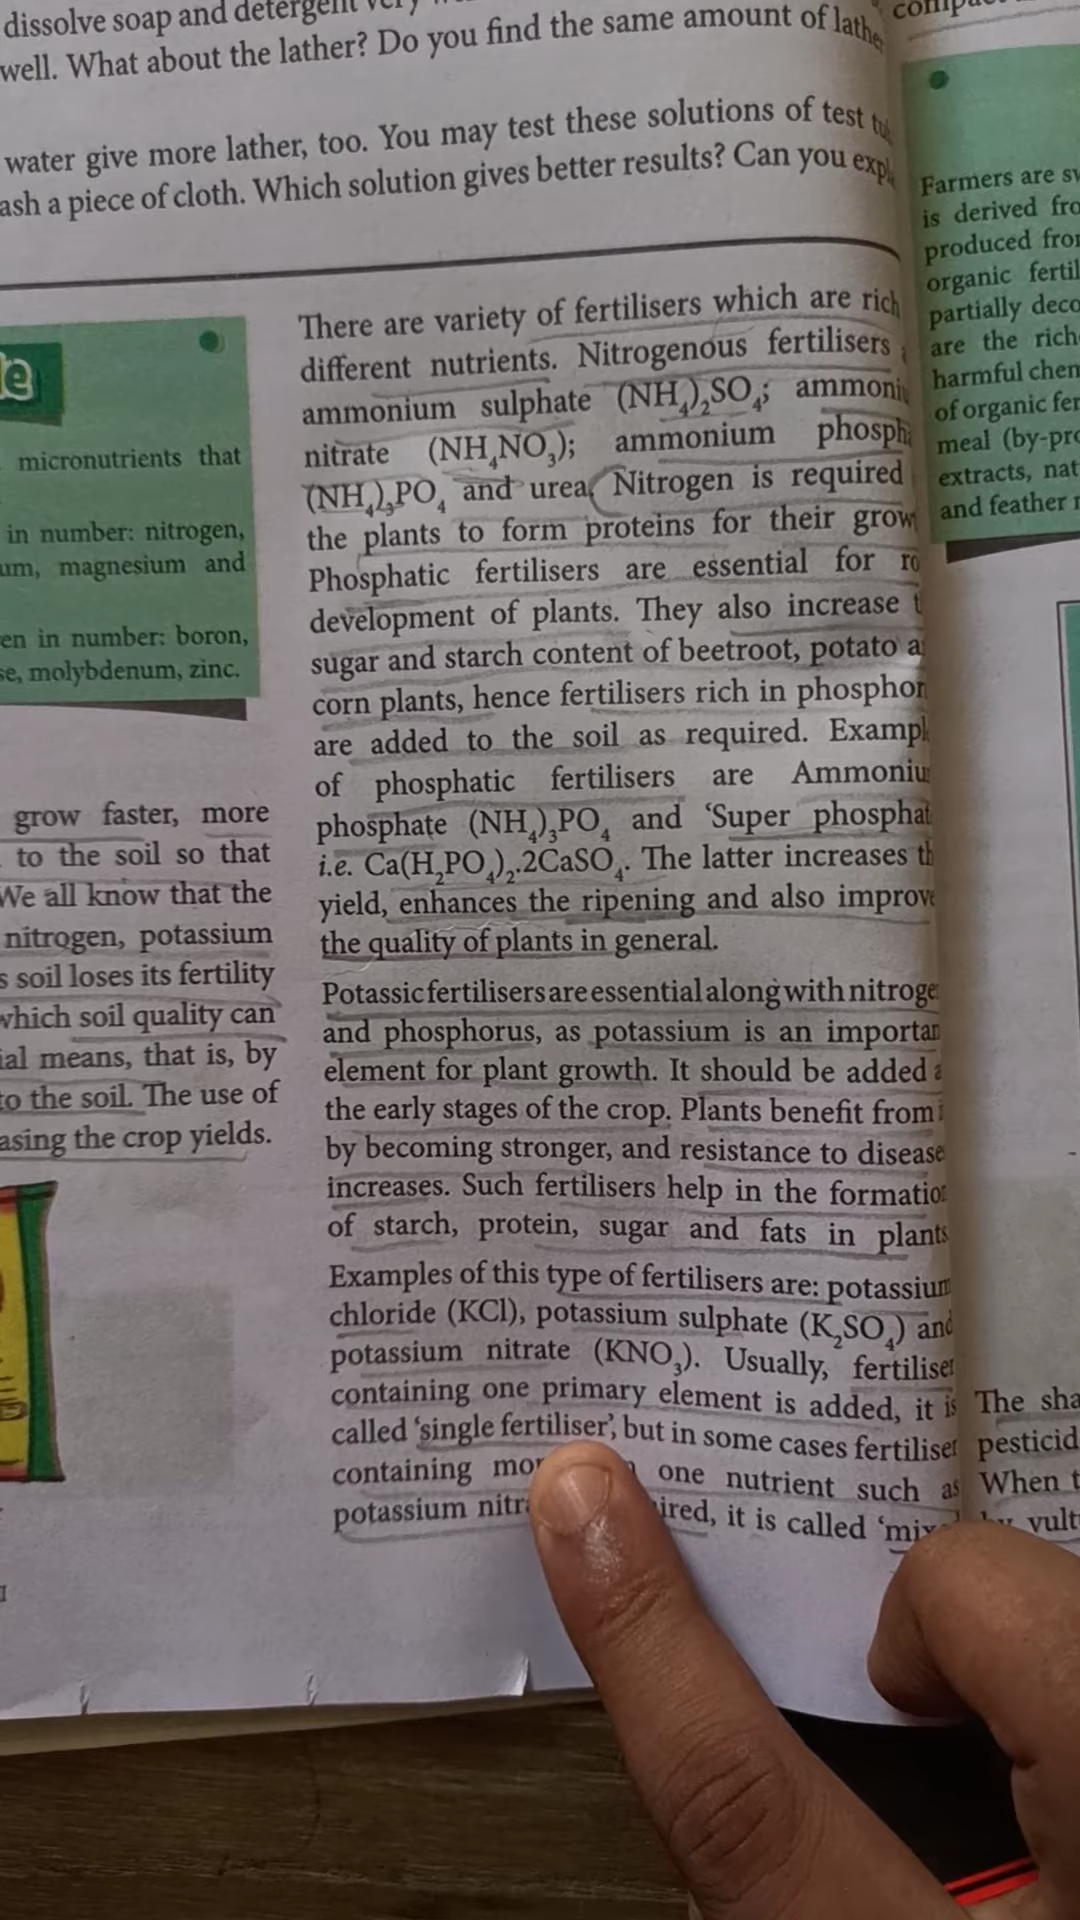 dissolve soap and detergent very
well. What about the lather? Do you find the same amount of lathe
water give more lather, too. You may test these solutions of test tu
ash a piece of cloth. Which solution gives better results? Can you expl
le
micronutrients that
in number: nitrogen,
um, magnesium and
en in number: boron,
se, molybdenum, zinc.
grow faster, more
to the soil so that
We all know that the
nitrogen, potassium
s soil loses its fertility
which soil quality can
ial means, that is, by
to the soil. The use of
asing the crop yields.
There are variety of fertilisers which are rich
different nutrients. Nitrogenous fertilisers
ammonium sulphate (NH₄)₂SO₄; ammoniu
nitrate (NH₄NO₃); ammonium phospha
(NH₄)₃PO₄ and urea. Nitrogen is required
the plants to form proteins for their grow
Phosphatic fertilisers are essential for ro
development of plants. They also increase t
sugar and starch content of beetroot, potato a
corn plants, hence fertilisers rich in phosphor
are added to the soil as required. Exampl
of phosphatic fertilisers are Ammoniu
phosphate (NH₄)₃PO₄ and ‘Super phosphat
i.e. Ca(H₂PO₄)₂.2CaSO₄. The latter increases th
yield, enhances the ripening and also improve
the quality of plants in general.
Potassic fertilisers are essential along with nitroge
and phosphorus, as potassium is an importan
element for plant growth. It should be added a
the early stages of the crop. Plants benefit from i
by becoming stronger, and resistance to disease
increases. Such fertilisers help in the formation
of starch, protein, sugar and fats in plants
Examples of this type of fertilisers are: potassium
chloride (KCl), potassium sulphate (K₂SO₄) and
potassium nitrate (KNO₃). Usually, fertiliser
containing one primary element is added, it is
called ‘single fertiliser’, but in some cases fertiliser
containing mor one nutrient such as
potassium nitra ired, it is called ‘mix
Farmers are sw
is derived fro
produced from
organic fertil
partially deco
are the rich
harmful chem
of organic fer
meal (by-pro
extracts, nat
and feather
The sha
pesticid
When t
vult